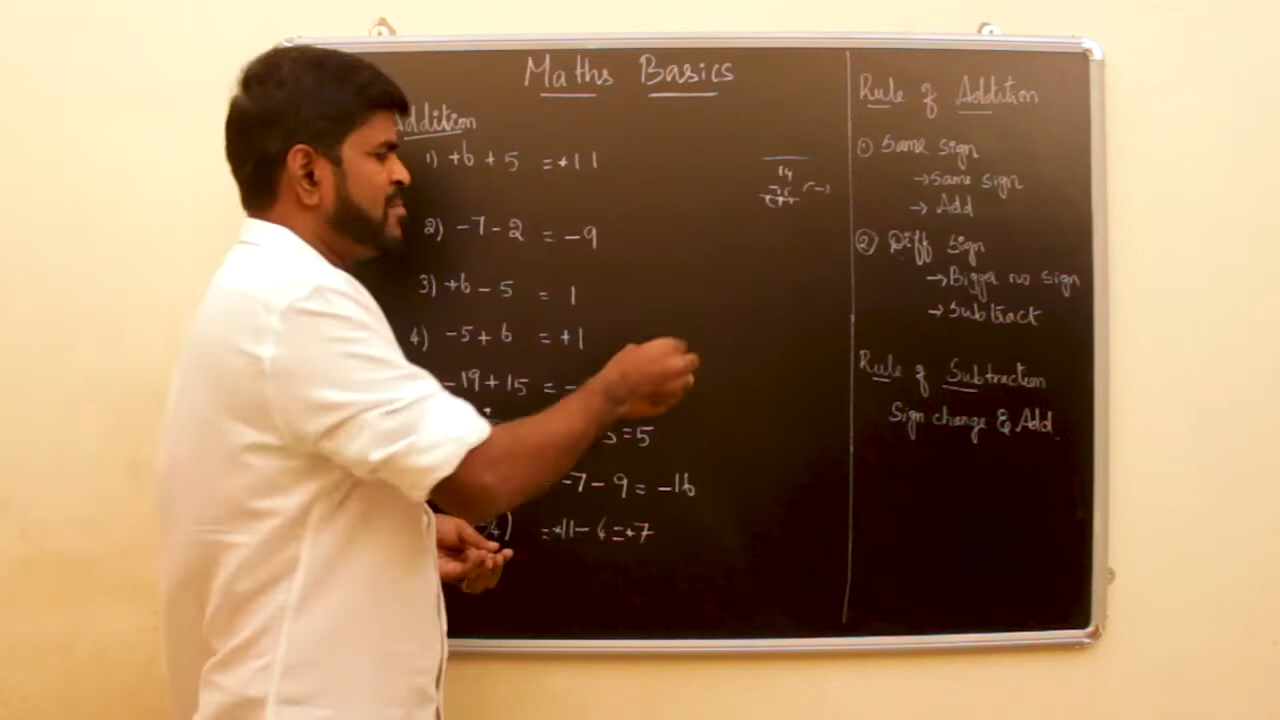 Maths Basics
Addition
1) +6 + 5 = +11
2) -7 - 2 = -9
3) +6 - 5 = 1
4) -5 + 6 = +1
-19 + 15 = -
= 5
-7 - 9 = -16
-4) = +11 - 4 = +7
14
Rule of Addition
① Same sign
→ Same sign
→ Add
② Diff sign
→ Bigger no sign
→ Subtract
Rule of Subtraction
Sign change & Add